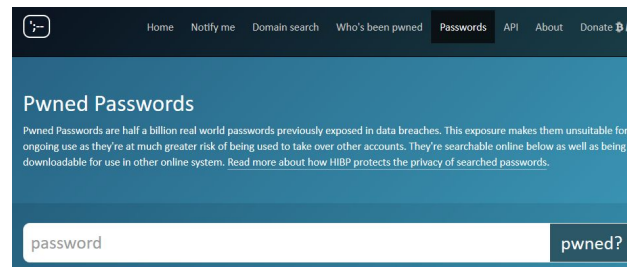 ';--
Home Notify me Domain search Who's been pwned Passwords API About Donate
Pwned Passwords
Pwned Passwords are half a billion real world passwords previously exposed in data breaches. This exposure makes them unsuitable for
ongoing use as they're at much greater risk of being used to take over other accounts. They're searchable online below as well as being
downloadable for use in other online system. Read more about how HIBP protects the privacy of searched passwords.
password pwned?